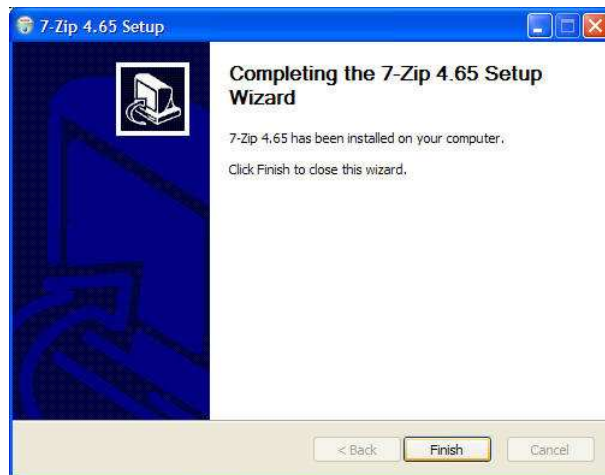 7-Zip 4.65 Setup
Completing the 7-Zip 4.65 Setup
Wizard
7-Zip 4.65 has been installed on your computer.
Click Finish to close this wizard.
< Back
Finish
Cancel